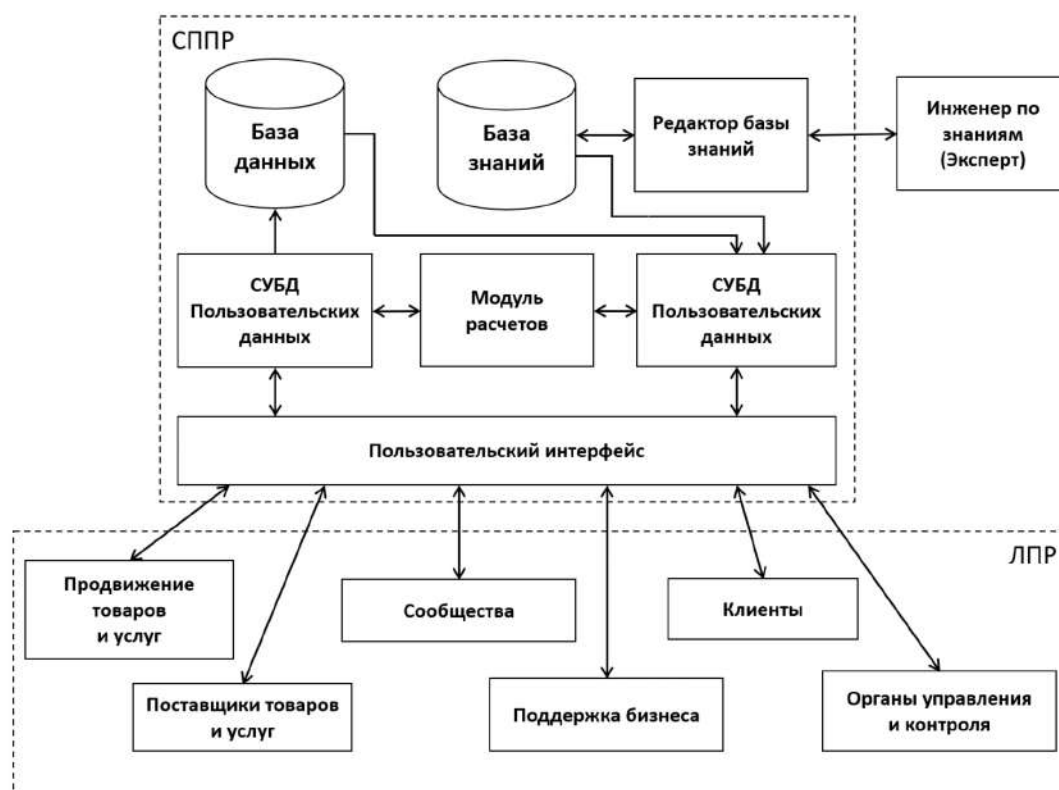 СППР
База
данных
База
знаний
Редактор базы
знаний
Инженер по
знаниям
(Эксперт)
СУБД
Пользовательских
данных
Модуль
расчетов
СУБД
Пользовательских
данных
Пользовательский интерфейс
ЛПР
Продвижение
товаров
и услуг
Сообщества
Клиенты
Поставщики товаров
и услуг
Поддержка бизнеса
Органы управления
и контроля